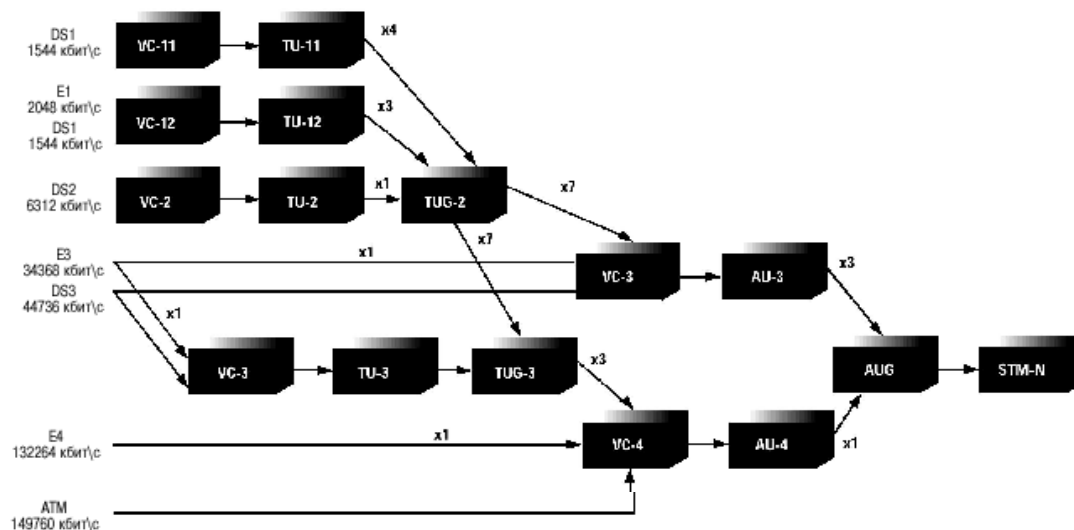 DS1
1544 кбит\с
VC-11
TU-11
x4
E1
2048 кбит\с
DS1
1544 кбит\с
VC-12
TU-12
x3
DS2
6312 кбит\с
VC-2
TU-2
x1
TUG-2
x7
x7
E3
34368 кбит\с
x1
DS3
44736 кбит\с
VC-3
AU-3
x3
x1
VC-3
TU-3
TUG-3
x3
AUG
STM-N
E4
132264 кбит\с
x1
VC-4
AU-4
x1
ATM
149760 кбит\с